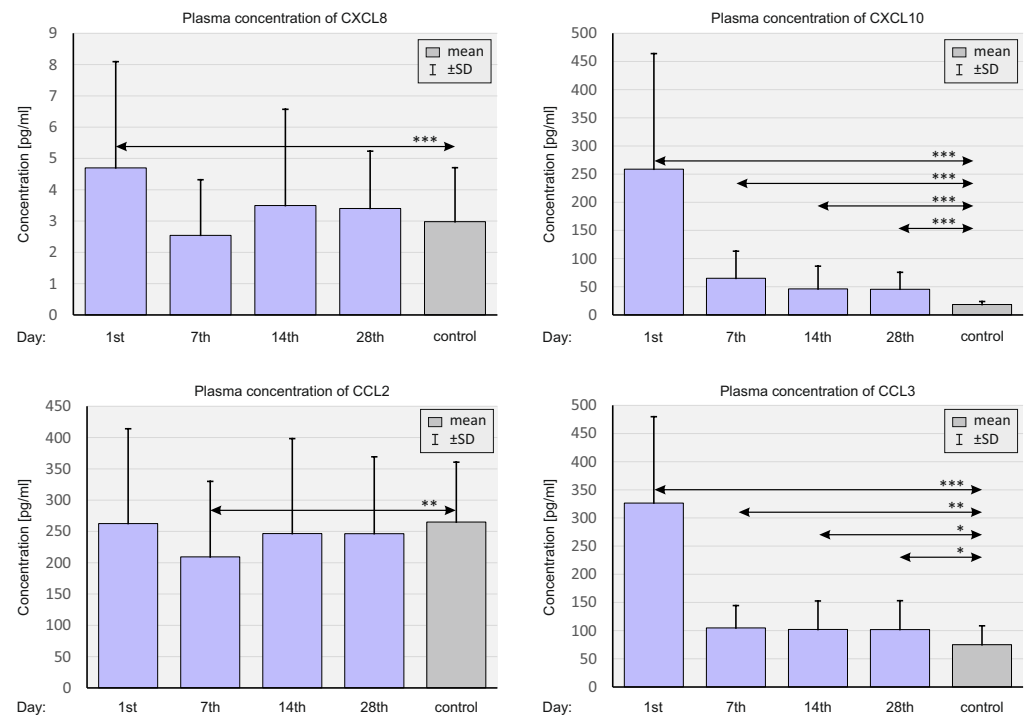 Plasma concentration of CXCL8
Concentration [pg/ml]
9
8
7
6
5
4
3
2
1
0
mean
±SD
***
Day: 1st 7th 14th 28th control
Plasma concentration of CXCL10
Concentration [pg/ml]
500
450
400
350
300
250
200
150
100
50
0
mean
±SD
***
***
***
***
Day: 1st 7th 14th 28th control
Plasma concentration of CCL2
Concentration [pg/ml]
450
400
350
300
250
200
150
100
50
0
mean
±SD
**
Day: 1st 7th 14th 28th control
Plasma concentration of CCL3
Concentration [pg/ml]
500
450
400
350
300
250
200
150
100
50
0
mean
±SD
***
**
*
*
Day: 1st 7th 14th 28th control